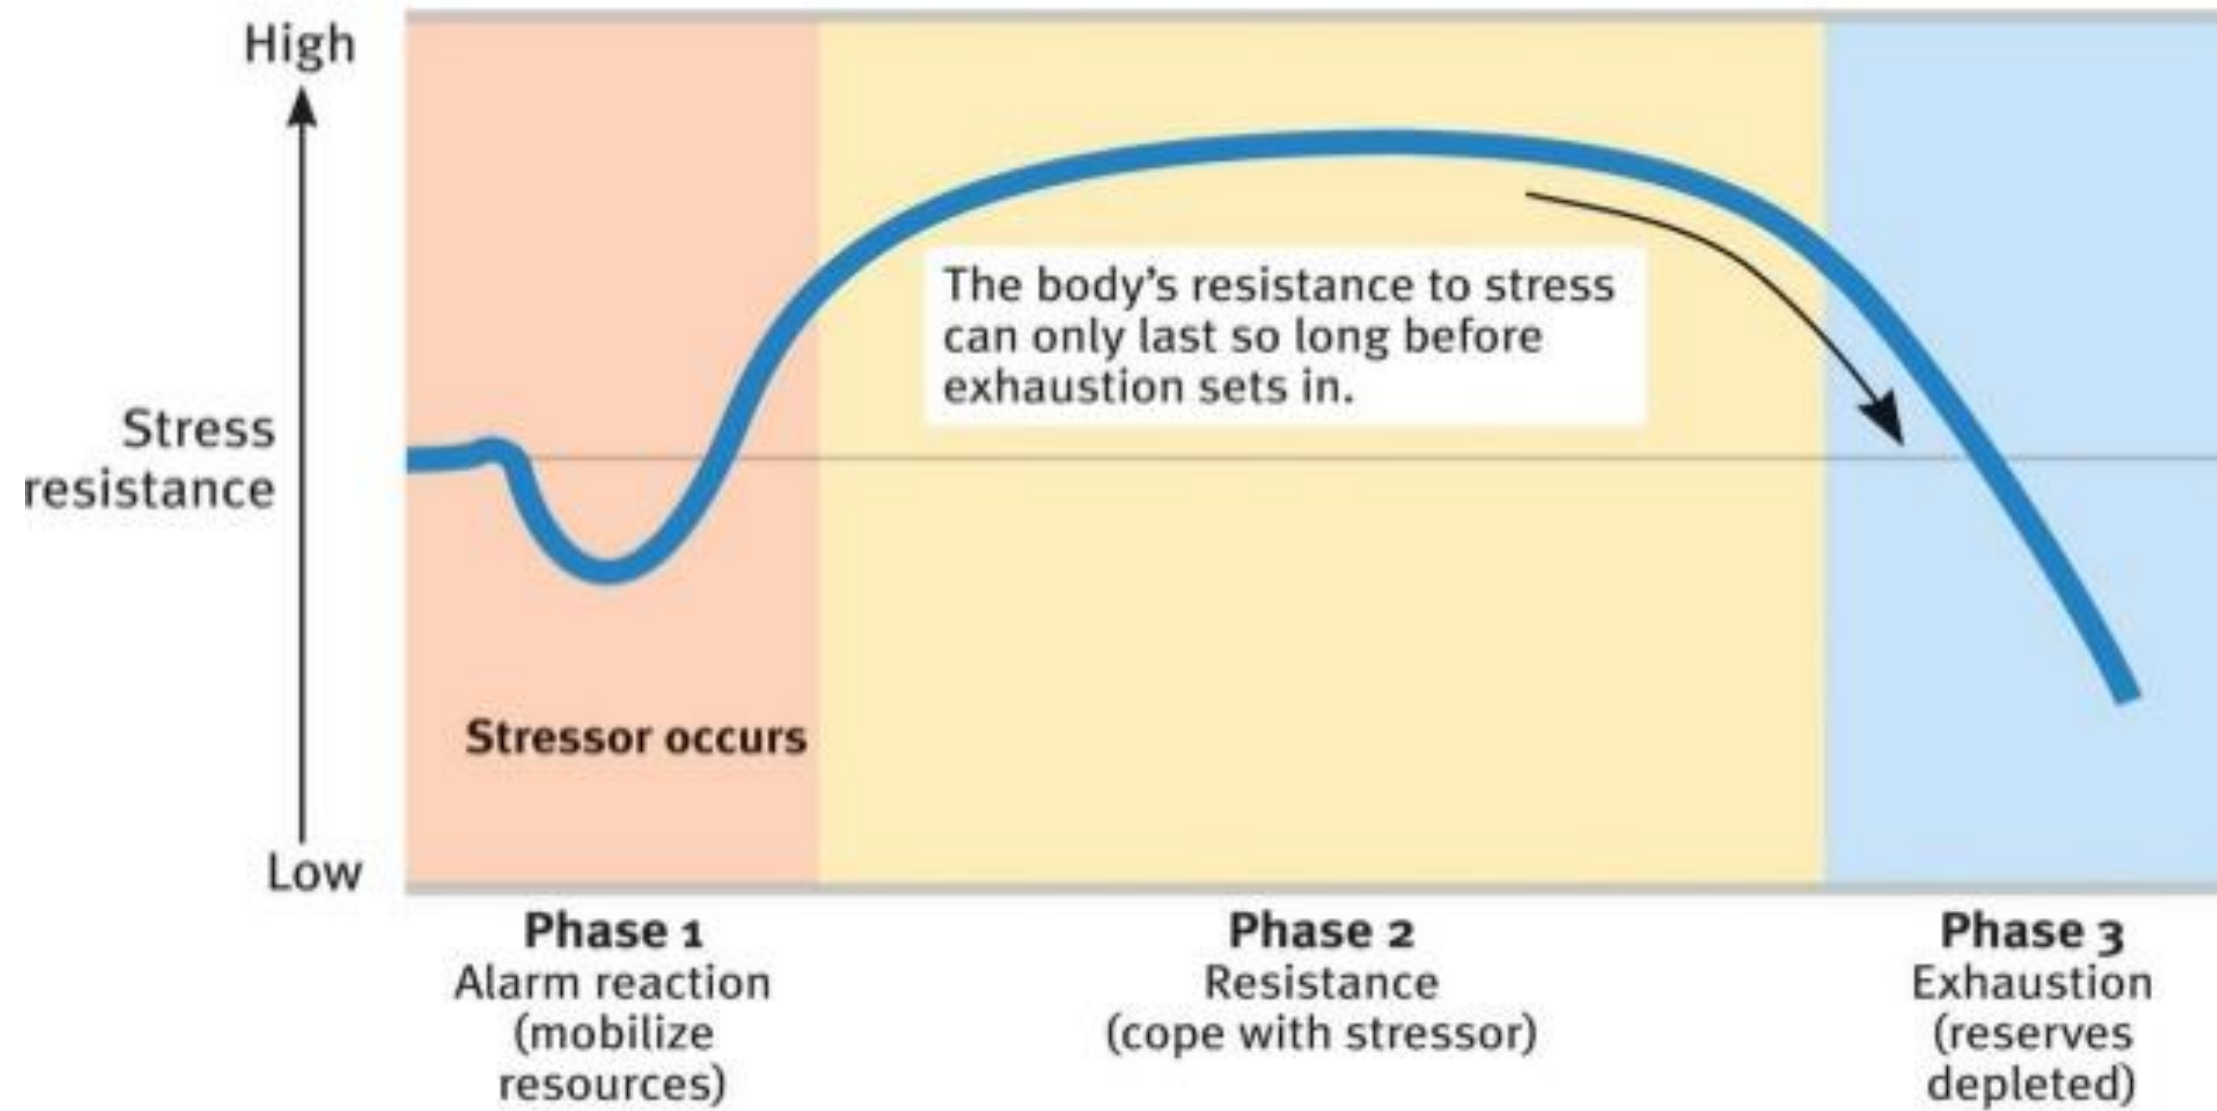 High
Stress
resistance
Low
The body’s resistance to stress
can only last so long before
exhaustion sets in.
Stressor occurs
Phase 1
Alarm reaction
(mobilize
resources)
Phase 2
Resistance
(cope with stressor)
Phase 3
Exhaustion
(reserves
depleted)